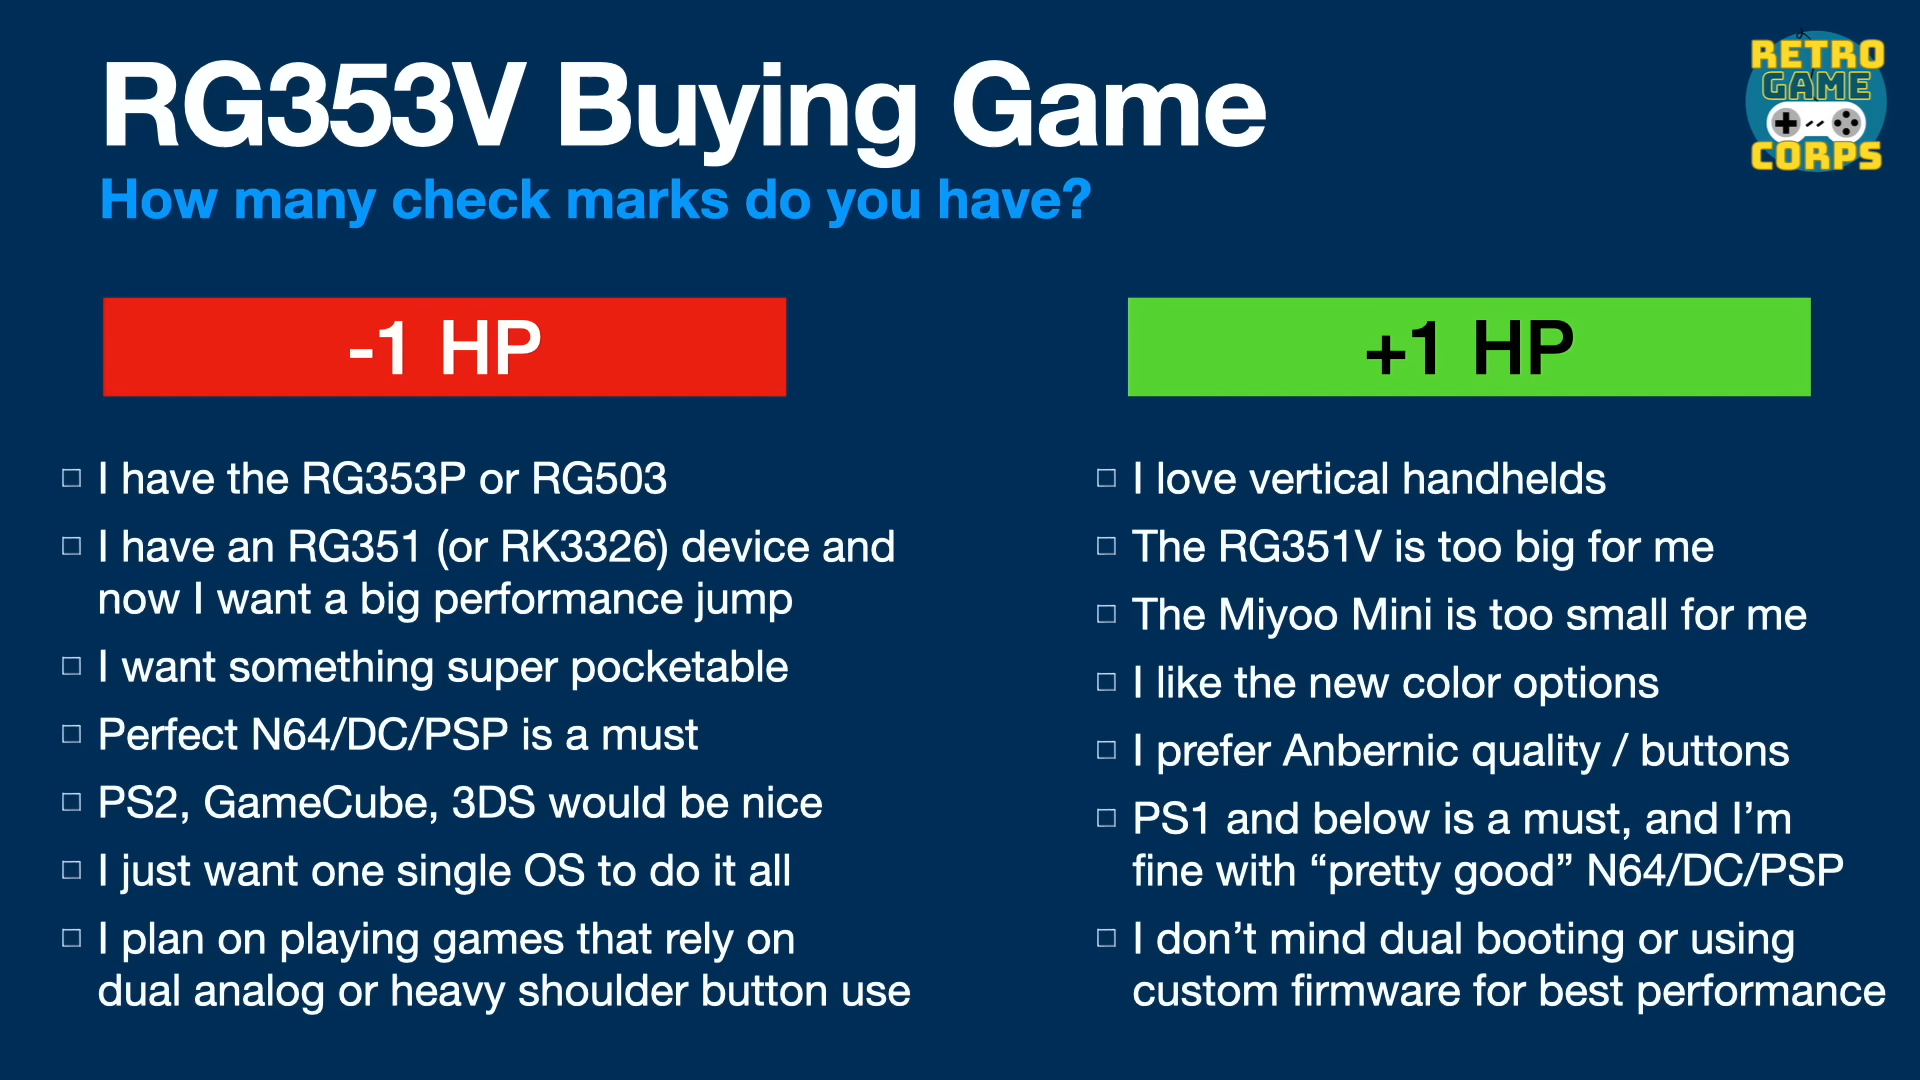 RG353V Buying Game
How many check marks do you have?
RETRO
GAME
CORPS
-1 HP
I have the RG353P or RG503
I have an RG351 (or RK3326) device and
now I want a big performance jump
I want something super pocketable
Perfect N64/DC/PSP is a must
PS2, GameCube, 3DS would be nice
I just want one single OS to do it all
I plan on playing games that rely on
dual analog or heavy shoulder button use
+1 HP
I love vertical handhelds
The RG351V is too big for me
The Miyoo Mini is too small for me
I like the new color options
I prefer Anbernic quality / buttons
PS1 and below is a must, and I’m
fine with “pretty good” N64/DC/PSP
I don’t mind dual booting or using
custom firmware for best performance